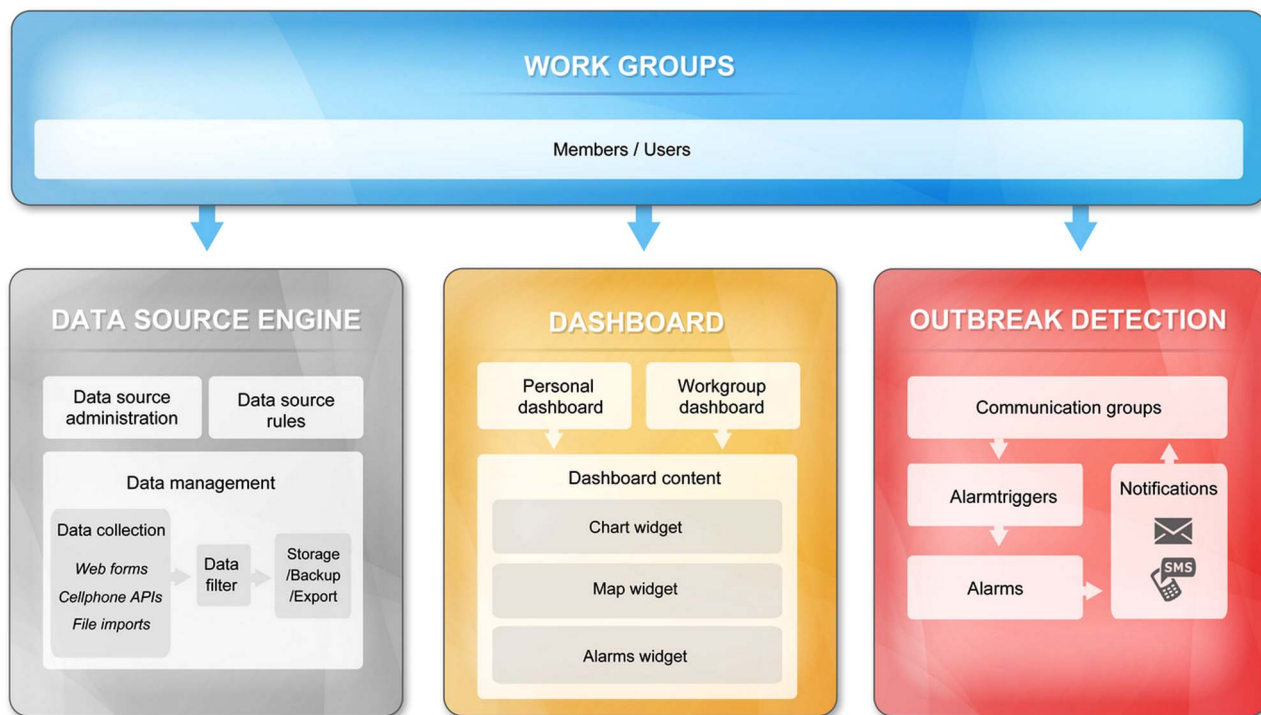 WORK GROUPS
Members / Users
DATA SOURCE ENGINE
Data source
administration
Data source
rules
Data management
Data collection
Web forms
Cellphone APIs
File imports
Data
filter
Storage
/Backup
/Export
DASHBOARD
Personal
dashboard
Workgroup
dashboard
Dashboard content
Chart widget
Map widget
Alarms widget
OUTBREAK DETECTION
Communication groups
Alarmtriggers
Alarms
Notifications
SMS